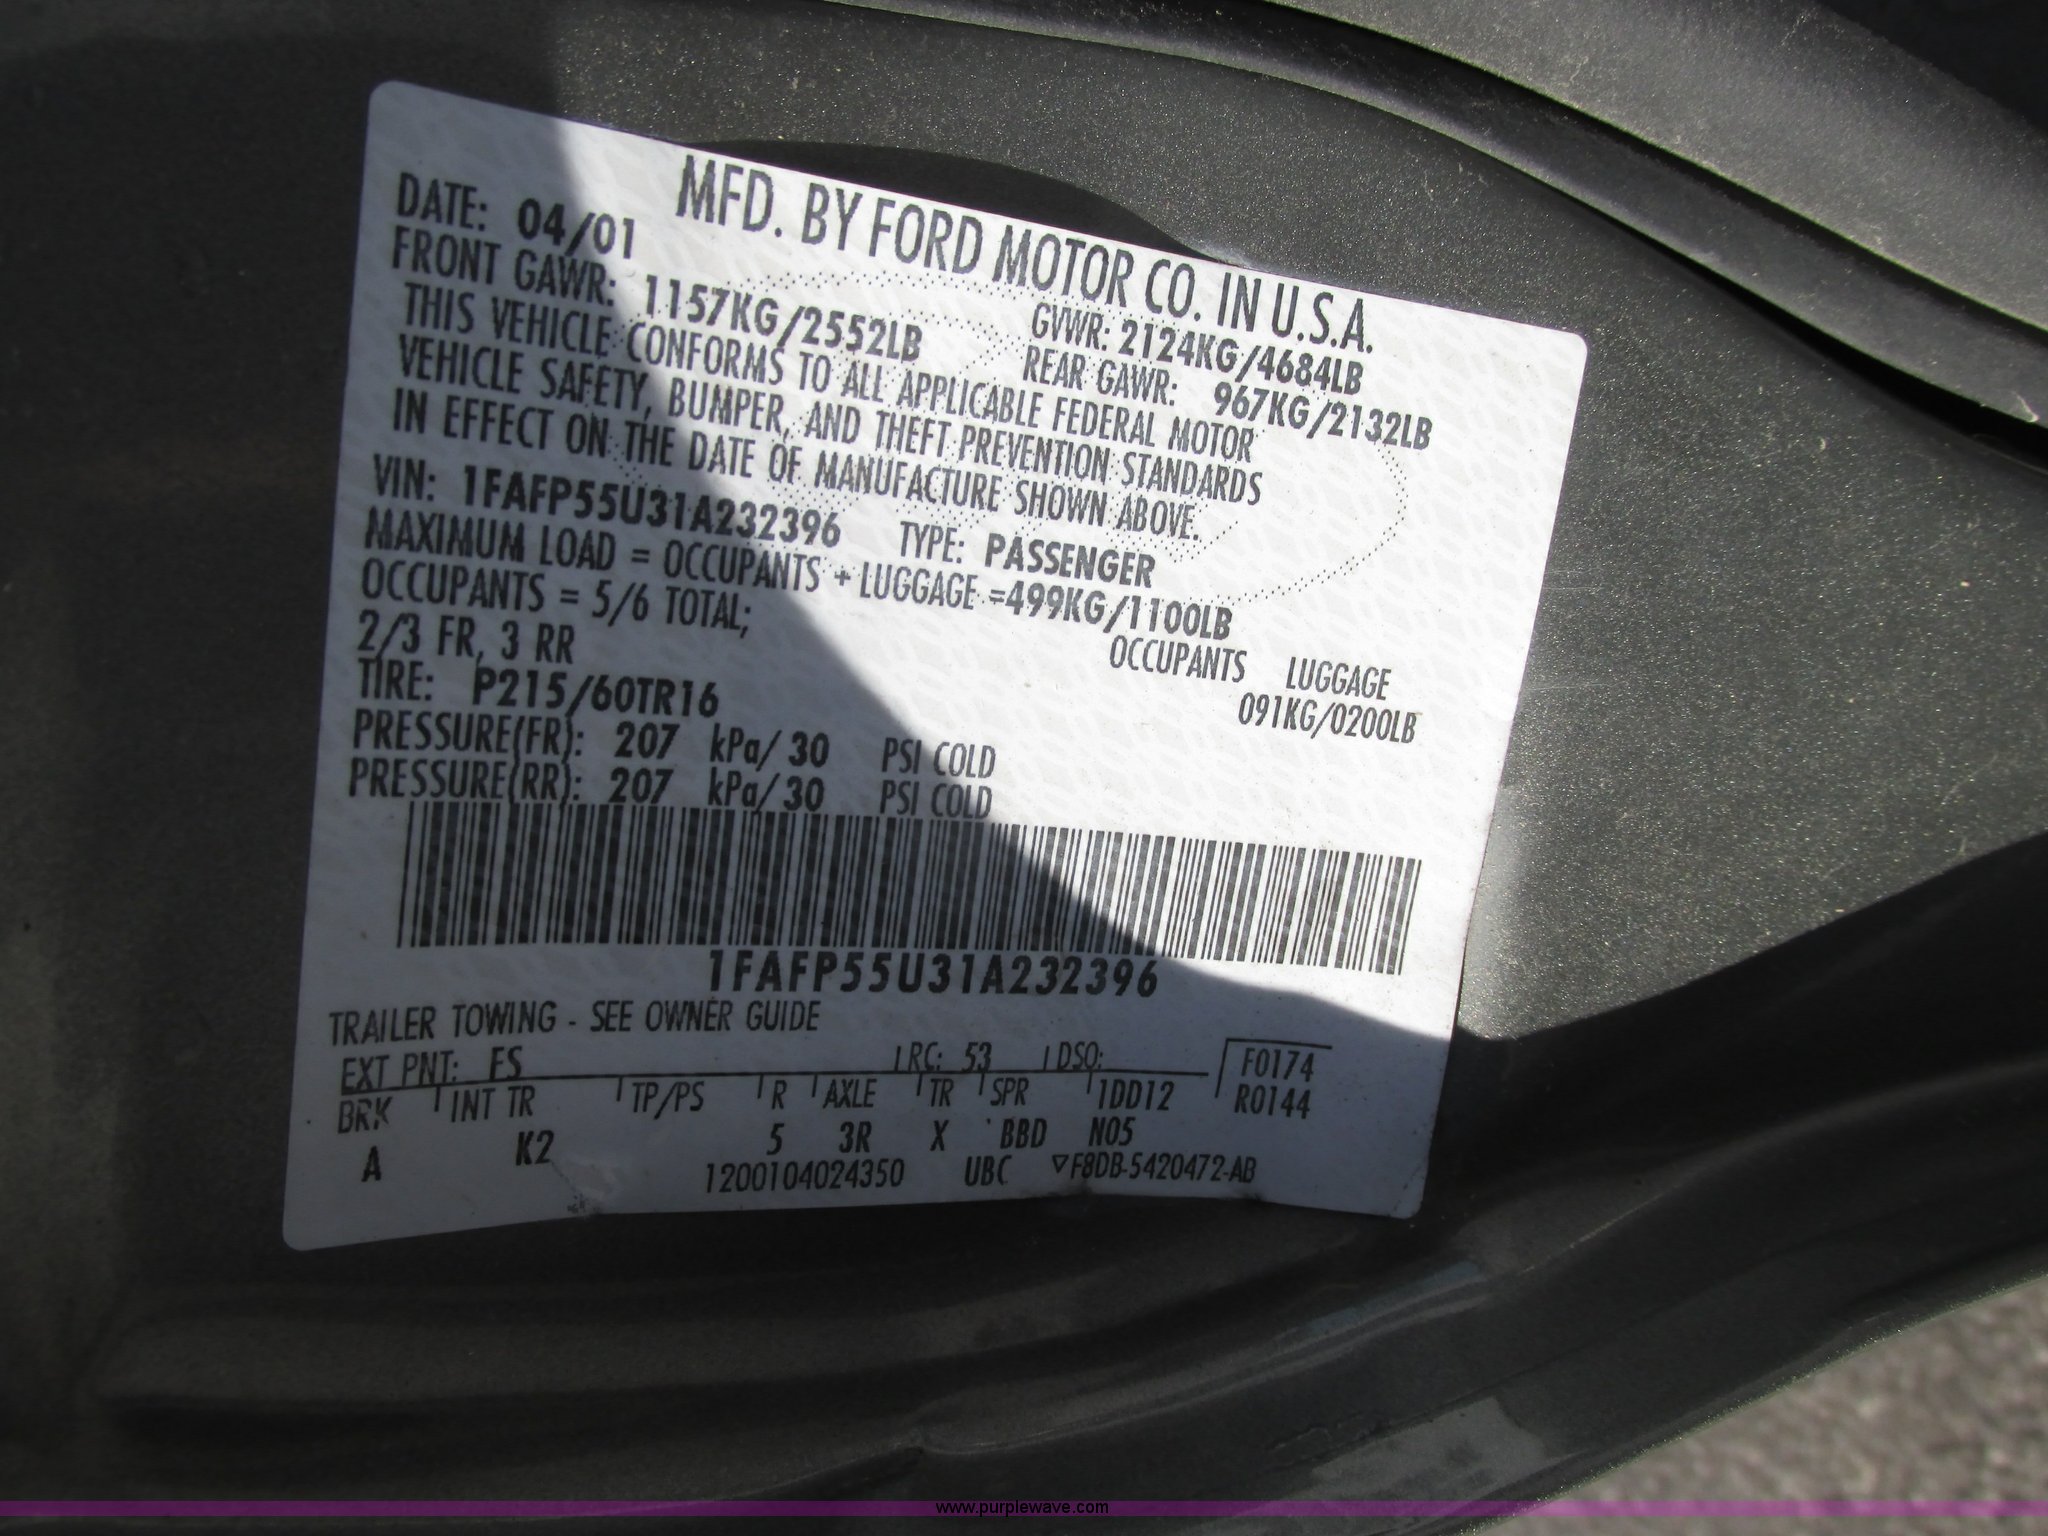 MFD. BY FORD MOTOR CO. IN U.S.A.
DATE: 04/01 GVWR: 2124KG/4684LB
FRONT GAWR: 1157KG/2552LB REAR GAWR: 967KG/2132LB
THIS VEHICLE CONFORMS TO ALL APPLICABLE FEDERAL MOTOR
VEHICLE SAFETY, BUMPER, AND THEFT PREVENTION STANDARDS
IN EFFECT ON THE DATE OF MANUFACTURE SHOWN ABOVE.
VIN: 1FAFP55U31A232396 TYPE: PASSENGER
MAXIMUM LOAD = OCCUPANTS + LUGGAGE =499KG/1100LB
OCCUPANTS = 5/6 TOTAL; OCCUPANTS LUGGAGE
2/3 FR, 3 RR 091KG/0200LB
TIRE: P215/60TR16
PRESSURE(FR): 207 kPa/ 30 PSI COLD
PRESSURE(RR): 207 kPa/ 30 PSI COLD
1FAFP55U31A232396
TRAILER TOWING - SEE OWNER GUIDE
EXT PNT: FS RC: 53 DSO: F0174
BRK INT TR TP/PS R AXLE TR SPR 1DD12 R0144
A K2 5 3R X BBD N05
1200104024350 UBC ▽F8DB-5420472-AB
www.purplewave.com